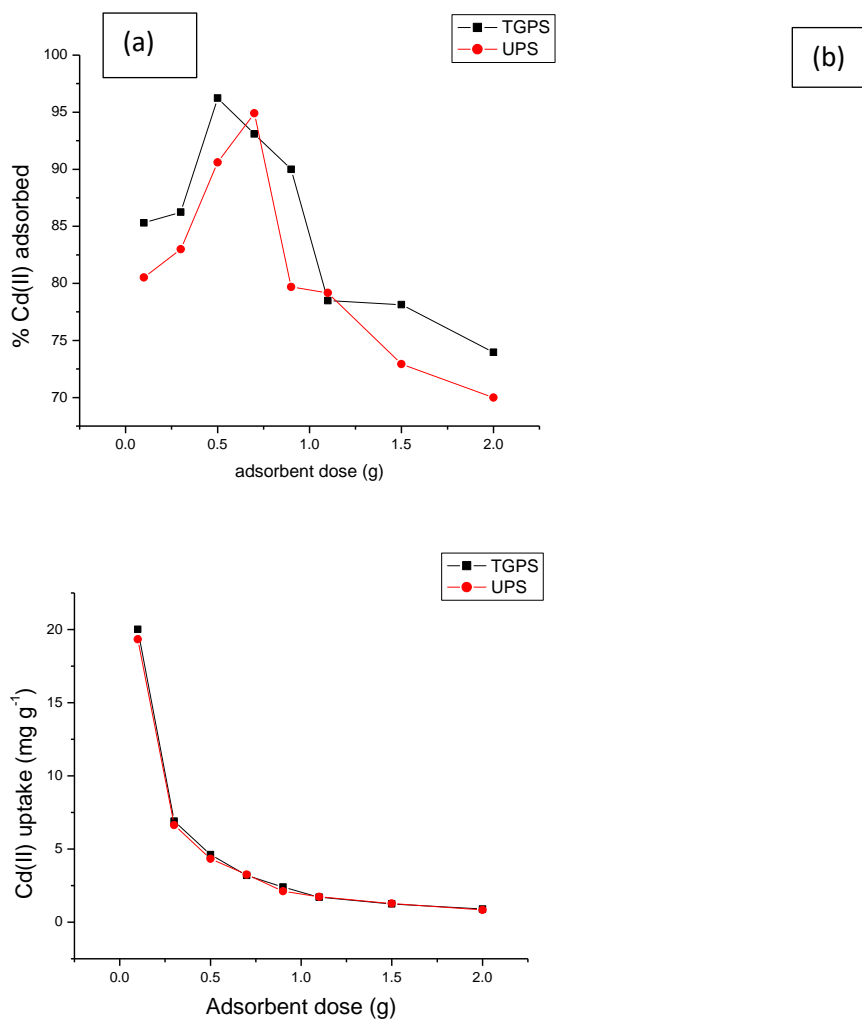 (a)
TGPS
UPS
(b)
100
95
90
85
80
75
70
% Cd(II) adsorbed
0.0 0.5 1.0 1.5 2.0
adsorbent dose (g)
TGPS
UPS
20
15
10
5
0
Cd(II) uptake (mg g⁻¹)
0.0 0.5 1.0 1.5 2.0
Adsorbent dose (g)